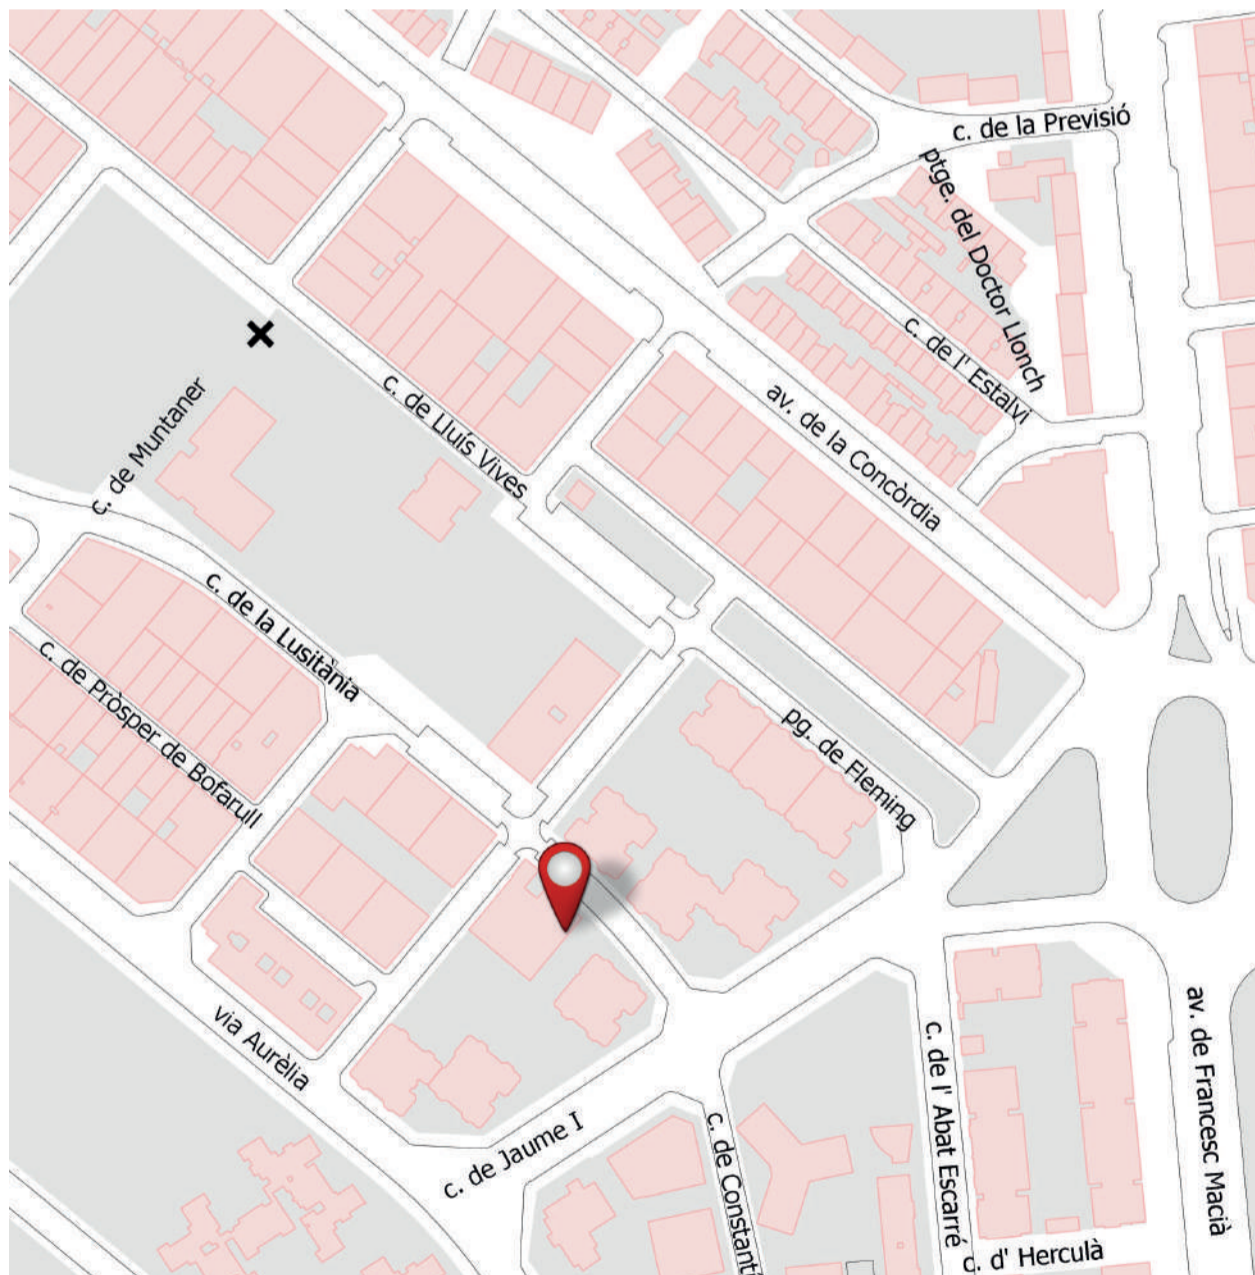 c. de la Previsió
ptge. del Doctor Llonch
c. de l' Estalvi
c. de Muntaner
c. de Lluís Vives
av. de la Concòrdia
c. de la Lusitània
c. de Pròsper de Bofarull
pg. de Fleming
via Aurèlia
c. de Jaume I
c. de Constantí
c. de l' Abat Escarré
av. de Francesc Macià
c. d' Herculà